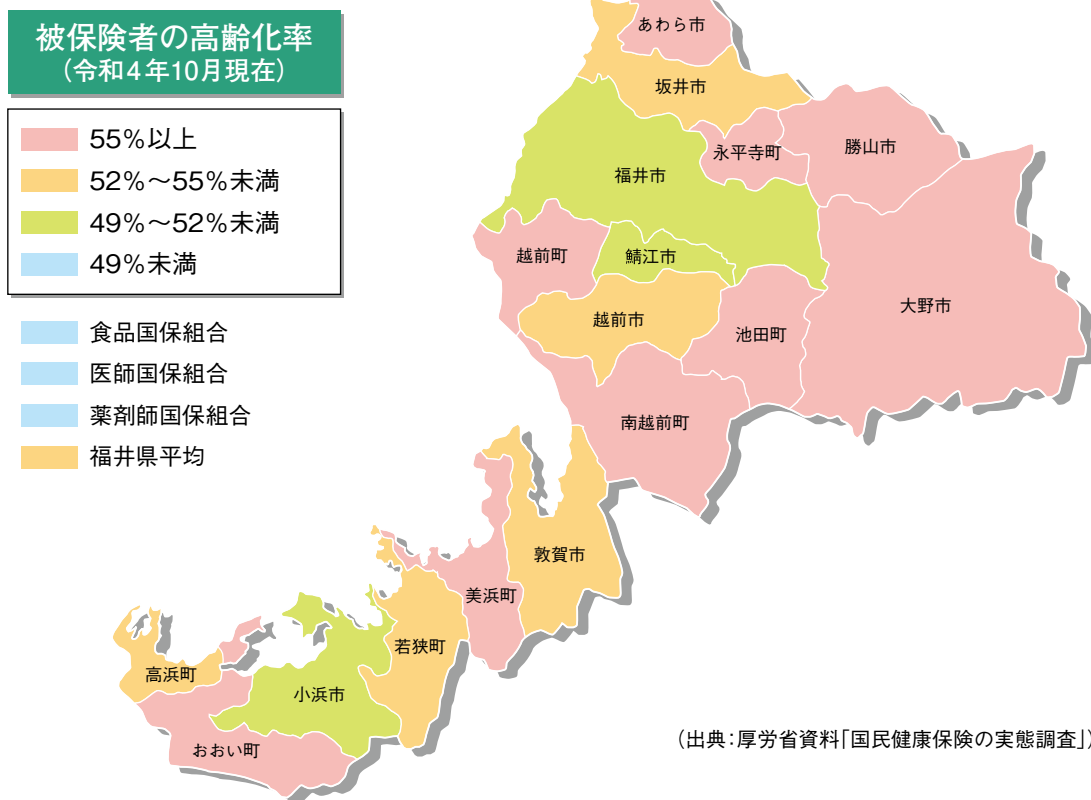 被保険者の高齢化率
（令和4年10月現在）
55%以上
52%～55%未満
49%～52%未満
49%未満
食品国保組合
医師国保組合
薬剤師国保組合
福井県平均
あわら市
坂井市
永平寺町
勝山市
福井市
越前町
鯖江市
大野市
越前市
池田町
南越前町
敦賀市
美浜町
若狭町
高浜町
小浜市
おおい町
（出典：厚労省資料「国民健康保険の実態調査」）